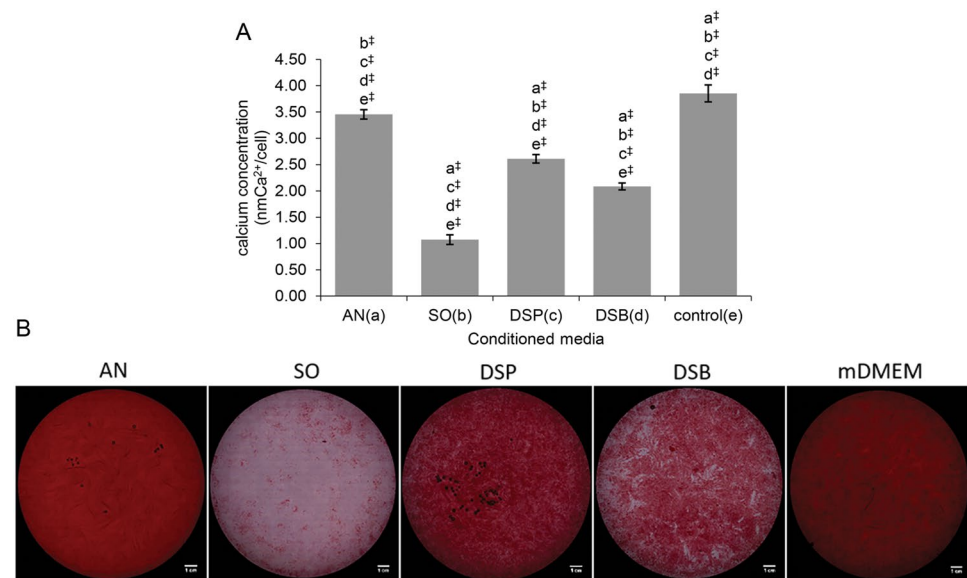 A
calcium concentration
(nmCa²⁺/cell)
4.50
4.00
3.50
3.00
2.50
2.00
1.50
1.00
0.50
0.00
b‡
c‡
d‡
e‡
a‡
c‡
d‡
e‡
a‡
b‡
d‡
e‡
a‡
b‡
c‡
e‡
a‡
b‡
c‡
d‡
AN(a) SO(b) DSP(c) DSB(d) control(e)
Conditioned media
B
AN SO DSP DSB mDMEM
1 cm 1 cm 1 cm 1 cm 1 cm